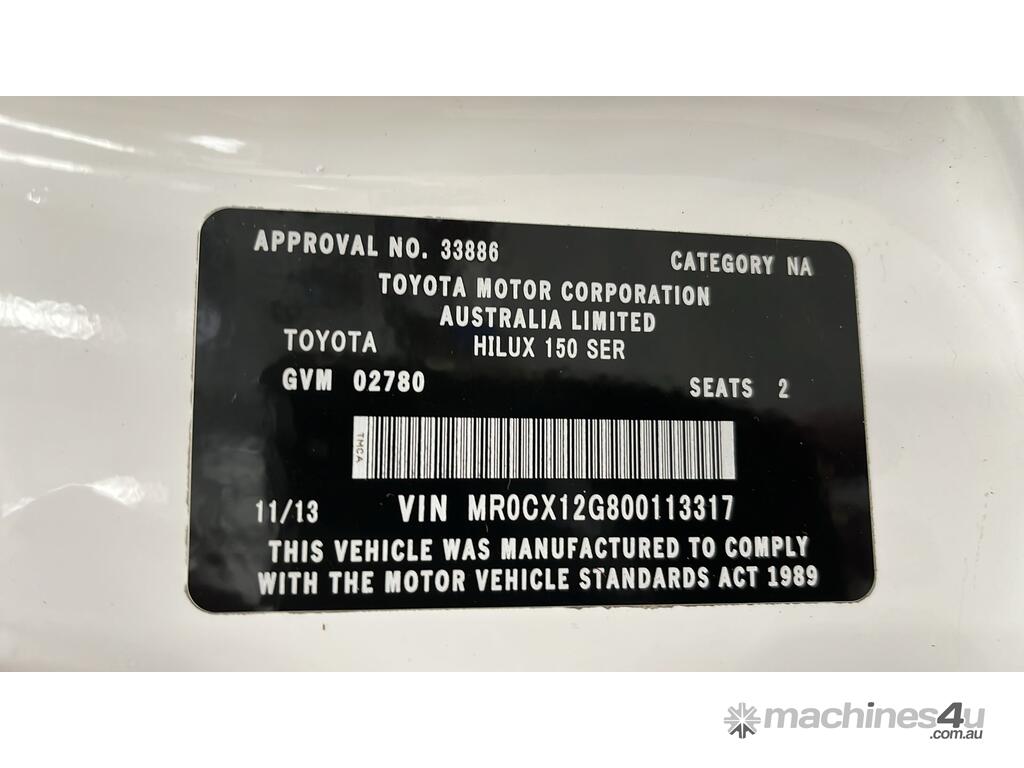 APPROVAL NO. 33886 CATEGORY NA
TOYOTA MOTOR CORPORATION
AUSTRALIA LIMITED
TOYOTA HILUX 150 SER
GVM 02780 SEATS 2
TMCA
11/13 VIN MR0CX12G800113317
THIS VEHICLE WAS MANUFACTURED TO COMPLY
WITH THE MOTOR VEHICLE STANDARDS ACT 1989
machines4u
.com.au